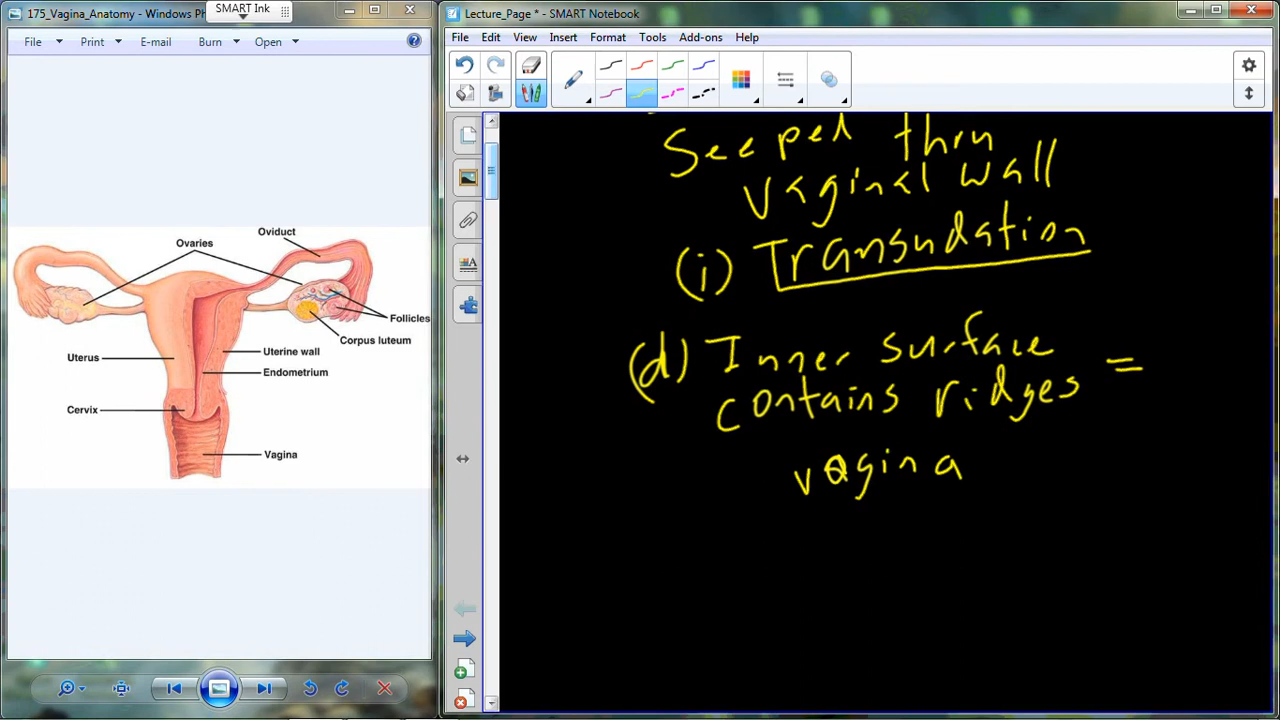 175_Vagina_Anatomy - Windows Ph
SMART Ink
File Print E-mail Burn Open
Ovaries
Oviduct
Follicles
Corpus luteum
Uterus
Uterine wall
Endometrium
Cervix
Vagina
Lecture_Page * - SMART Notebook
File Edit View Insert Format Tools Add-ons Help
Seeped thru
vaginal wall
(i) Transudation
(d) Inner surface
contains ridges =
vagina